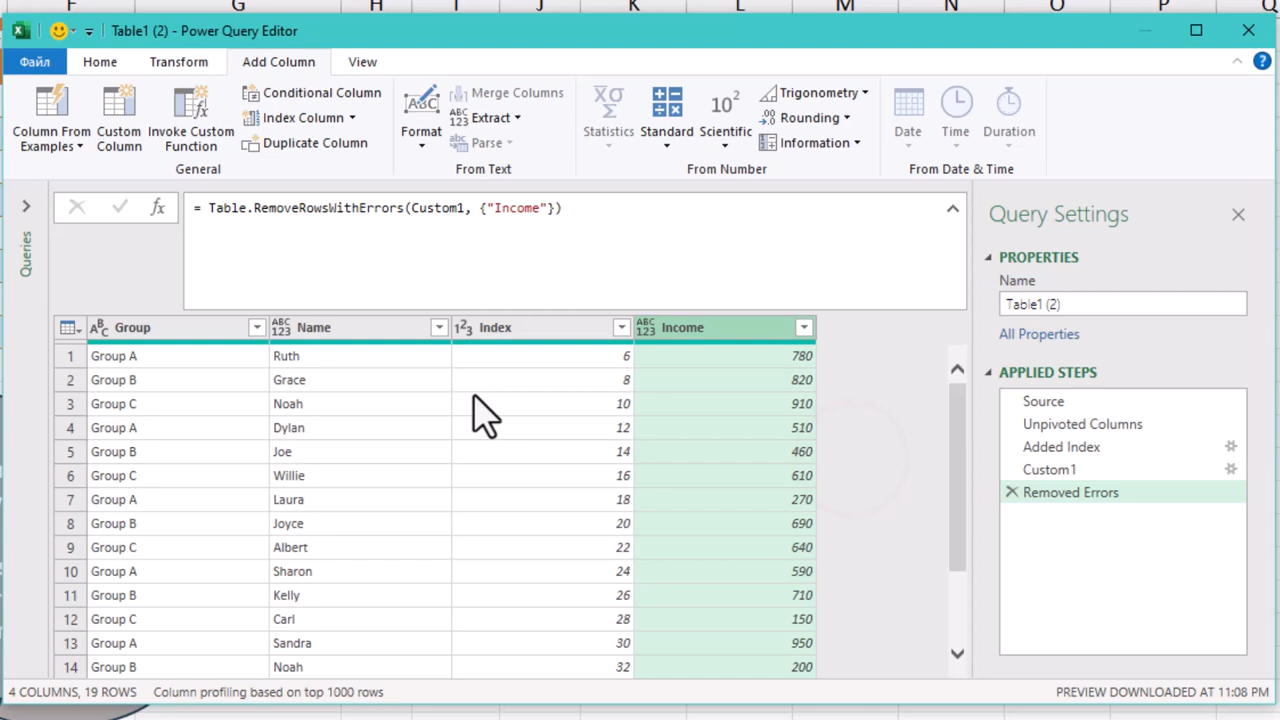 F G H I J K L M N O P Q
Table1 (2) - Power Query Editor
Файл Home Transform Add Column View
Column From Examples
Custom Column
Invoke Custom Function
Conditional Column
Index Column
Duplicate Column
General
Format
Merge Columns
Extract
Parse
From Text
Statistics
Standard
Scientific
Trigonometry
Rounding
Information
From Number
Date
Time
Duration
From Date & Time
Queries
= Table.RemoveRowsWithErrors(Custom1, {"Income"})
Group Name Index Income
1 Group A Ruth 6 780
2 Group B Grace 8 820
3 Group C Noah 10 910
4 Group A Dylan 12 510
5 Group B Joe 14 460
6 Group C Willie 16 610
7 Group A Laura 18 270
8 Group B Joyce 20 690
9 Group C Albert 22 640
10 Group A Sharon 24 590
11 Group B Kelly 26 710
12 Group C Carl 28 150
13 Group A Sandra 30 950
14 Group B Noah 32 200
Query Settings
PROPERTIES
Name
Table1 (2)
All Properties
APPLIED STEPS
Source
Unpivoted Columns
Added Index
Custom1
Removed Errors
4 COLUMNS, 19 ROWS Column profiling based on top 1000 rows
PREVIEW DOWNLOADED AT 11:08 PM